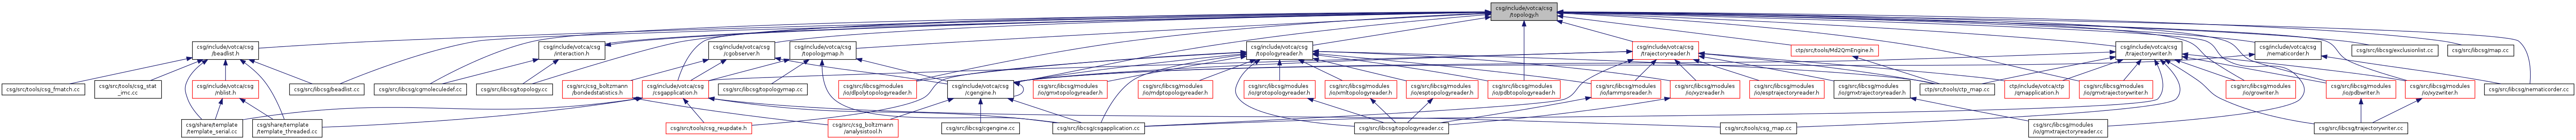 csg/include/votca/csg
/topology.h
csg/include/votca/csg
/beadlist.h
csg/include/votca/csg
/interaction.h
csg/include/votca/csg
/cgobserver.h
csg/include/votca/csg
/topologymap.h
csg/include/votca/csg
/topologyreader.h
csg/include/votca/csg
/trajectoryreader.h
ctp/src/tools/Md2QmEngine.h
csg/include/votca/csg
/trajectorywriter.h
csg/include/votca/csg
/nematicorder.h
csg/src/libcsg/exclusionlist.cc
csg/src/libcsg/map.cc
csg/src/tools/csg_fmatch.cc
csg/src/tools/csg_stat
_imc.cc
csg/include/votca/csg
/nblist.h
csg/src/libcsg/beadlist.cc
csg/src/libcsg/cgmoleculedef.cc
csg/src/libcsg/topology.cc
csg/src/csg_boltzmann
/bondedstatistics.h
csg/include/votca/csg
/csgapplication.h
csg/src/libcsg/topologymap.cc
csg/src/libcsg/modules
/io/dlpolytopologyreader.h
csg/include/votca/csg
/cgengine.h
csg/src/libcsg/modules
/io/gmxtopologyreader.h
csg/src/libcsg/modules
/io/mdptopologyreader.h
csg/src/libcsg/modules
/io/grotopologyreader.h
csg/src/libcsg/modules
/io/xmltopologyreader.h
csg/src/libcsg/modules
/io/esptopologyreader.h
csg/src/libcsg/modules
/io/pdbtopologyreader.h
csg/src/libcsg/modules
/io/lammpsreader.h
csg/src/libcsg/modules
/io/xyzreader.h
csg/src/libcsg/modules
/io/esptrajectoryreader.h
csg/src/libcsg/modules
/io/gmxtrajectoryreader.h
ctp/src/tools/ctp_map.cc
ctp/include/votca/ctp
/qmapplication.h
csg/src/libcsg/modules
/io/gmxtrajectorywriter.h
csg/src/libcsg/modules
/io/growriter.h
csg/src/libcsg/modules
/io/pdbwriter.h
csg/src/libcsg/modules
/io/xyzwriter.h
csg/src/libcsg/nematicorder.cc
csg/share/template
/template_serial.cc
csg/share/template
/template_threaded.cc
csg/src/tools/csg_reupdate.h
csg/src/csg_boltzmann
/analysistool.h
csg/src/libcsg/cgengine.cc
csg/src/libcsg/csgapplication.cc
csg/src/libcsg/topologyreader.cc
csg/src/tools/csg_map.cc
csg/src/libcsg/modules
/io/gmxtrajectoryreader.cc
csg/src/libcsg/trajectorywriter.cc